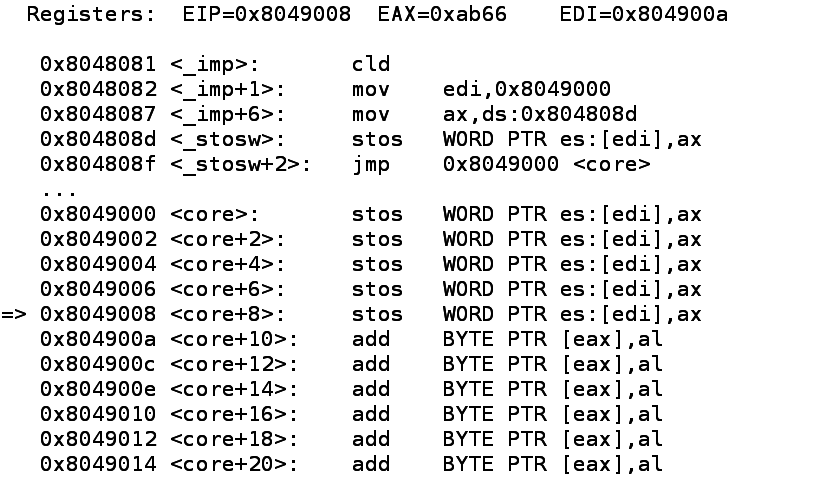 Registers: EIP=0x8049008 EAX=0xab66 EDI=0x804900a
0x8048081 <_imp>: cld
0x8048082 <_imp+1>: mov edi,0x8049000
0x8048087 <_imp+6>: mov ax,ds:0x804808d
0x804808d <_stosw>: stos WORD PTR es:[edi],ax
0x804808f <_stosw+2>: jmp 0x8049000 <core>
...
0x8049000 <core>: stos WORD PTR es:[edi],ax
0x8049002 <core+2>: stos WORD PTR es:[edi],ax
0x8049004 <core+4>: stos WORD PTR es:[edi],ax
0x8049006 <core+6>: stos WORD PTR es:[edi],ax
=> 0x8049008 <core+8>: stos WORD PTR es:[edi],ax
0x804900a <core+10>: add BYTE PTR [eax],al
0x804900c <core+12>: add BYTE PTR [eax],al
0x804900e <core+14>: add BYTE PTR [eax],al
0x8049010 <core+16>: add BYTE PTR [eax],al
0x8049012 <core+18>: add BYTE PTR [eax],al
0x8049014 <core+20>: add BYTE PTR [eax],al